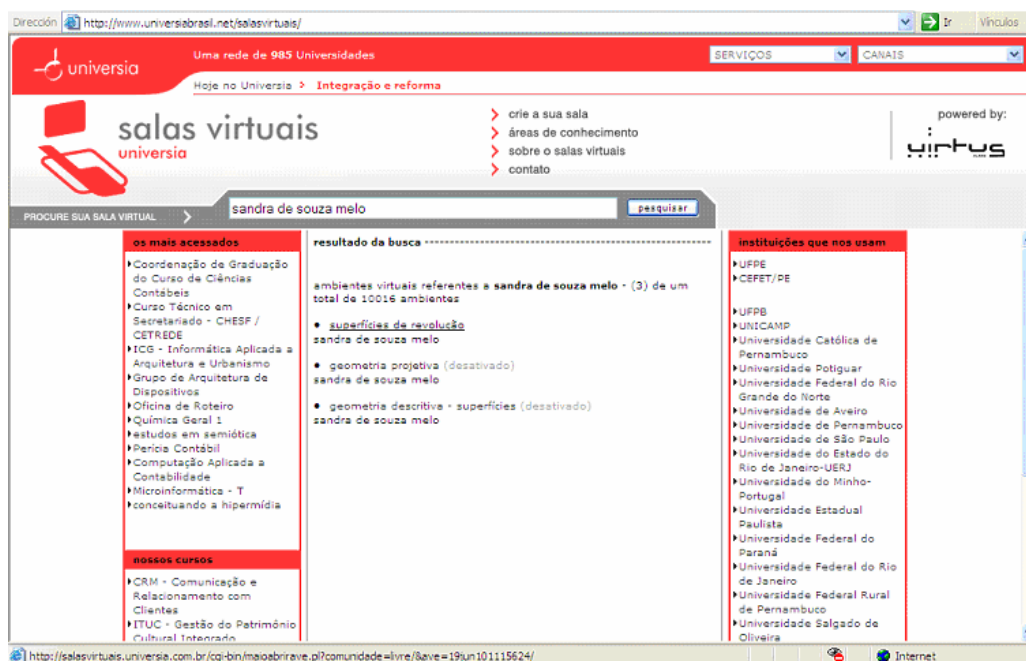 Dirección http://www.universiabrasil.net/salasvirtuais/ Ir Vínculos
universia
Uma rede de 985 Universidades
SERVIÇOS CANAIS
Hoje no Universia > Integração e reforma
salas virtuais
universia
crie a sua sala
áreas de conhecimento
sobre o salas virtuais
contato
powered by:
virtus
PROCURE SUA SALA VIRTUAL sandra de souza melo pesquisar
os mais acessados
Coordenação de Graduação
do Curso de Ciências
Contábeis
Curso Técnico em
Secretariado - CHESF /
CETREDE
ICG - Informática Aplicada a
Arquitetura e Urbanismo
Grupo de Arquitetura de
Dispositivos
Oficina de Roteiro
Química Geral 1
estudos em semiótica
Perícia Contábil
Computação Aplicada a
Contabilidade
Microinformática - T
conceituando a hipermídia
nossos cursos
CRM - Comunicação e
Relacionamento com
Clientes
ITUC - Gestão do Patrimônio
Cultural Integrado
resultado da busca
ambientes virtuais referentes a sandra de souza melo - (3) de um
total de 10016 ambientes
• superfícies de revolução
sandra de souza melo
• geometria projetiva (desativado)
sandra de souza melo
• geometria descritiva - superfícies (desativado)
sandra de souza melo
instituições que nos usam
UFPE
CEFET/PE
UFPB
UNICAMP
Universidade Católica de
Pernambuco
Universidade Potiguar
Universidade Federal do Rio
Grande do Norte
Universidade de Aveiro
Universidade de Pernambuco
Universidade de São Paulo
Universidade do Estado do
Rio de Janeiro-UERJ
Universidade do Minho-
Portugal
Universidade Estadual
Paulista
Universidade Federal do
Paraná
Universidade Federal do Rio
de Janeiro
Universidade Federal Rural
de Pernambuco
Universidade Salgado de
Oliveira
http://salasvirtuais.universia.com.br/cgi-bin/maioabrirave.pl?comunidade=livre/&ave=19jun101115624/ Internet